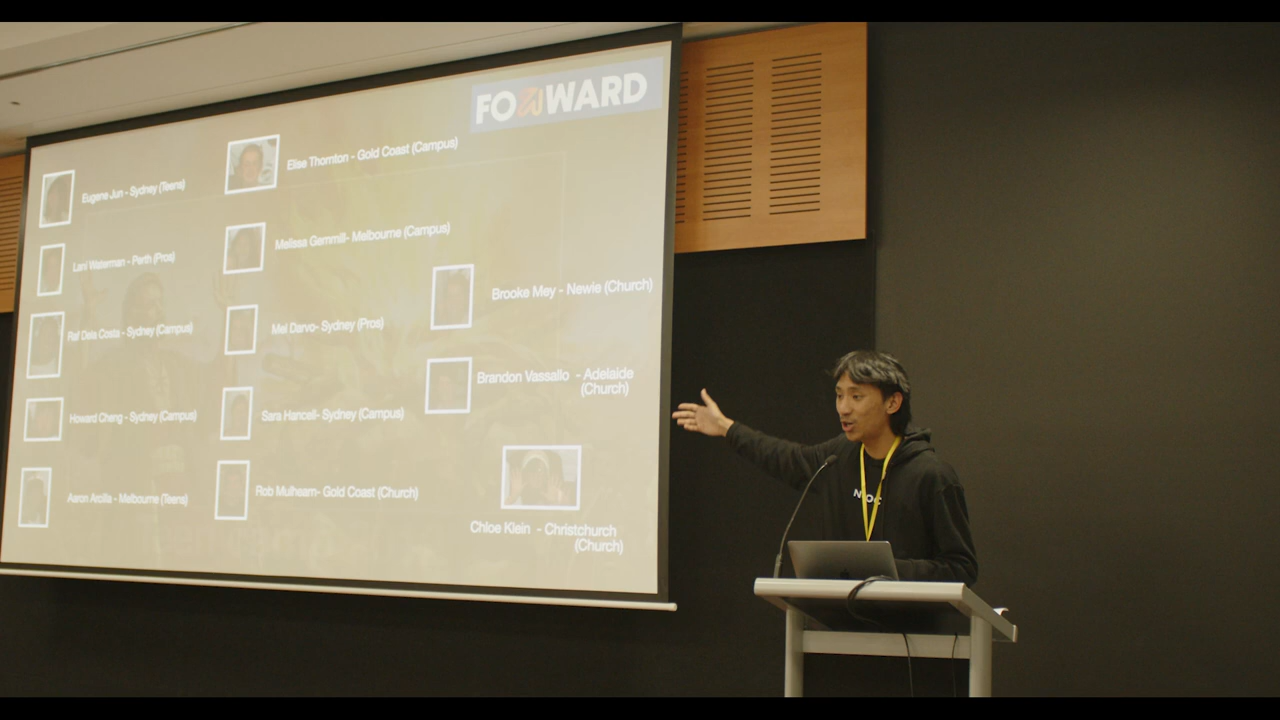 FORWARD
Eugene Jun - Sydney (Teens)
Lani Waterman - Perth (Pros)
Raf Dela Costa - Sydney (Campus)
Howard Cheng - Sydney (Campus)
Aaron Arcilla - Melbourne (Teens)
Elise Thornton - Gold Coast (Campus)
Melissa Gemmill- Melbourne (Campus)
Mel Darvo- Sydney (Pros)
Sara Hancell- Sydney (Campus)
Rob Mulhearn- Gold Coast (Church)
Brooke Mey - Newie (Church)
Brandon Vassallo - Adelaide
(Church)
Chloe Klein - Christchurch
(Church)